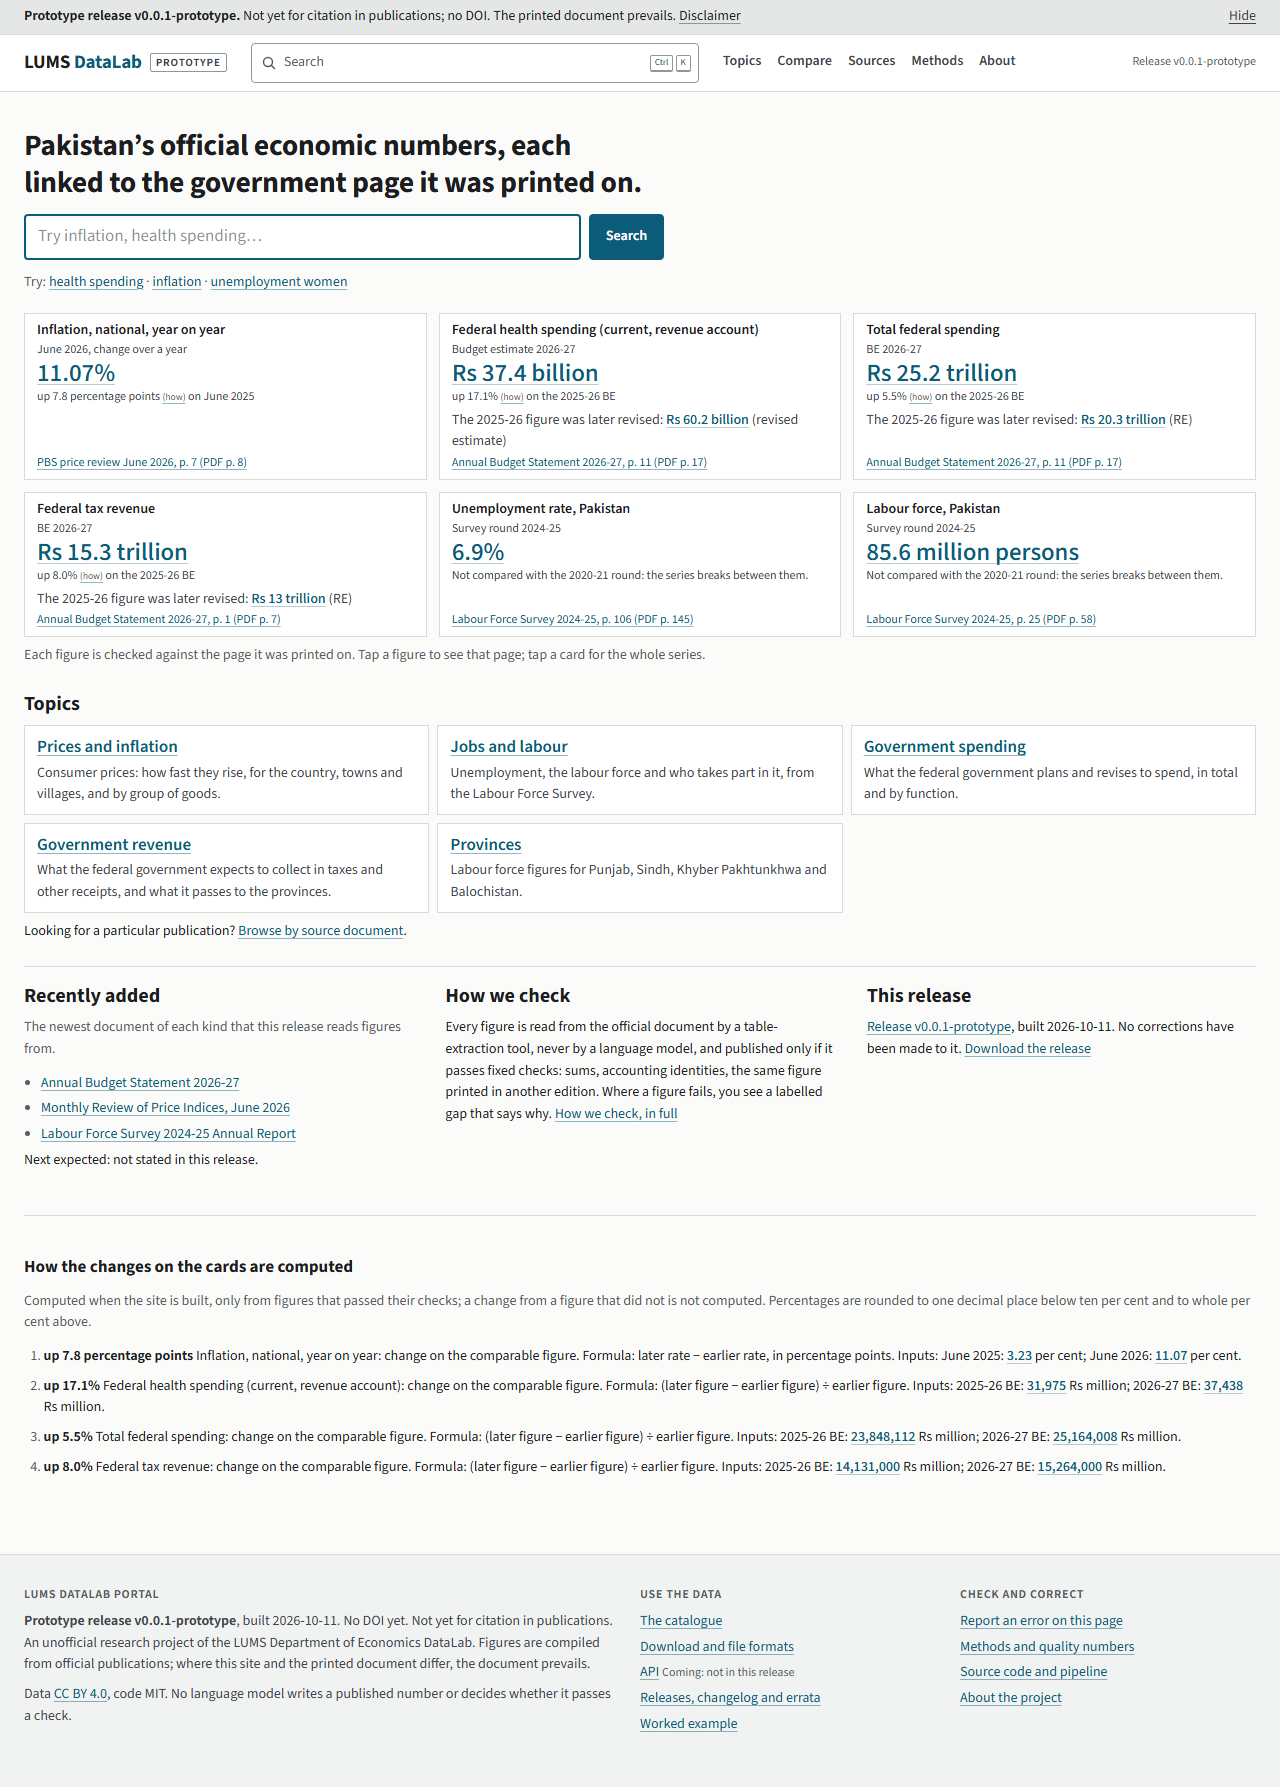 Prototype release v0.0.1-prototype. Not yet for citation in publications; no DOI. The printed document prevails. Disclaimer
Hide
LUMS DataLab PROTOTYPE
Search
Ctrl K
Topics Compare Sources Methods About
Release v0.0.1-prototype
Pakistan’s official economic numbers, each
linked to the government page it was printed on.
Try inflation, health spending…
Search
Try: health spending · inflation · unemployment women
Inflation, national, year on year
June 2026, change over a year
11.07%
up 7.8 percentage points (how) on June 2025
PBS price review June 2026, p. 7 (PDF p. 8)
Federal health spending (current, revenue account)
Budget estimate 2026-27
Rs 37.4 billion
up 17.1% (how) on the 2025-26 BE
The 2025-26 figure was later revised: Rs 60.2 billion (revised
estimate)
Annual Budget Statement 2026-27, p. 11 (PDF p. 17)
Total federal spending
BE 2026-27
Rs 25.2 trillion
up 5.5% (how) on the 2025-26 BE
The 2025-26 figure was later revised: Rs 20.3 trillion (RE)
Annual Budget Statement 2026-27, p. 11 (PDF p. 17)
Federal tax revenue
BE 2026-27
Rs 15.3 trillion
up 8.0% (how) on the 2025-26 BE
The 2025-26 figure was later revised: Rs 13 trillion (RE)
Annual Budget Statement 2026-27, p. 1 (PDF p. 7)
Unemployment rate, Pakistan
Survey round 2024-25
6.9%
Not compared with the 2020-21 round: the series breaks between them.
Labour Force Survey 2024-25, p. 106 (PDF p. 145)
Labour force, Pakistan
Survey round 2024-25
85.6 million persons
Not compared with the 2020-21 round: the series breaks between them.
Labour Force Survey 2024-25, p. 25 (PDF p. 58)
Each figure is checked against the page it was printed on. Tap a figure to see that page; tap a card for the whole series.
Topics
Prices and inflation
Consumer prices: how fast they rise, for the country, towns and
villages, and by group of goods.
Jobs and labour
Unemployment, the labour force and who takes part in it, from
the Labour Force Survey.
Government spending
What the federal government plans and revises to spend, in total
and by function.
Government revenue
What the federal government expects to collect in taxes and
other receipts, and what it passes to the provinces.
Provinces
Labour force figures for Punjab, Sindh, Khyber Pakhtunkhwa and
Balochistan.
Looking for a particular publication? Browse by source document.
Recently added
The newest document of each kind that this release reads figures
from.
• Annual Budget Statement 2026-27
• Monthly Review of Price Indices, June 2026
• Labour Force Survey 2024-25 Annual Report
Next expected: not stated in this release.
How we check
Every figure is read from the official document by a table-
extraction tool, never by a language model, and published only if it
passes fixed checks: sums, accounting identities, the same figure
printed in another edition. Where a figure fails, you see a labelled
gap that says why. How we check, in full
This release
Release v0.0.1-prototype, built 2026-10-11. No corrections have
been made to it. Download the release
How the changes on the cards are computed
Computed when the site is built, only from figures that passed their checks; a change from a figure that did not is not computed. Percentages are rounded to one decimal place below ten per cent and to whole per
cent above.
1. up 7.8 percentage points Inflation, national, year on year: change on the comparable figure. Formula: later rate − earlier rate, in percentage points. Inputs: June 2025: 3.23 per cent; June 2026: 11.07 per cent.
2. up 17.1% Federal health spending (current, revenue account): change on the comparable figure. Formula: (later figure − earlier figure) ÷ earlier figure. Inputs: 2025-26 BE: 31,975 Rs million; 2026-27 BE: 37,438
Rs million.
3. up 5.5% Total federal spending: change on the comparable figure. Formula: (later figure − earlier figure) ÷ earlier figure. Inputs: 2025-26 BE: 23,848,112 Rs million; 2026-27 BE: 25,164,008 Rs million.
4. up 8.0% Federal tax revenue: change on the comparable figure. Formula: (later figure − earlier figure) ÷ earlier figure. Inputs: 2025-26 BE: 14,131,000 Rs million; 2026-27 BE: 15,264,000 Rs million.
LUMS DATALAB PORTAL
Prototype release v0.0.1-prototype, built 2026-10-11. No DOI yet. Not yet for citation in publications.
An unofficial research project of the LUMS Department of Economics DataLab. Figures are compiled
from official publications; where this site and the printed document differ, the document prevails.
Data CC BY 4.0, code MIT. No language model writes a published number or decides whether it passes
a check.
USE THE DATA
The catalogue
Download and file formats
API Coming: not in this release
Releases, changelog and errata
Worked example
CHECK AND CORRECT
Report an error on this page
Methods and quality numbers
Source code and pipeline
About the project